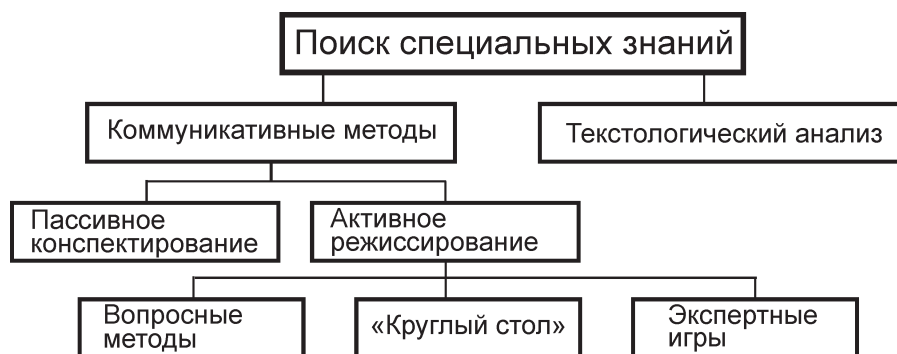 Поиск специальных знаний
Коммуникативные методы
Текстологический анализ
Пассивное
конспектирование
Активное
режиссирование
Вопросные
методы
«Круглый стол»
Экспертные
игры